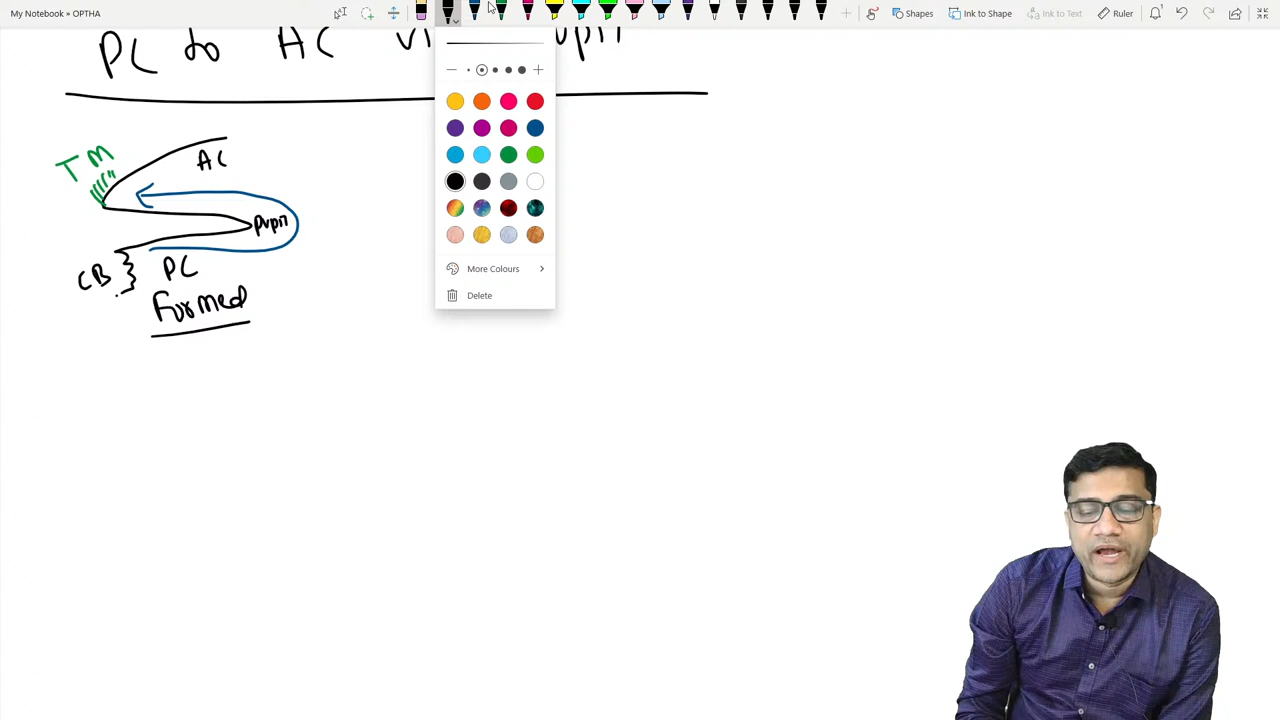 My Notebook » OPTHA
Shapes
Ink to Shape
Ink to Text
Ruler
PC to AC
More Colours
Delete
TM
AC
pupil
CB
PC
Formed